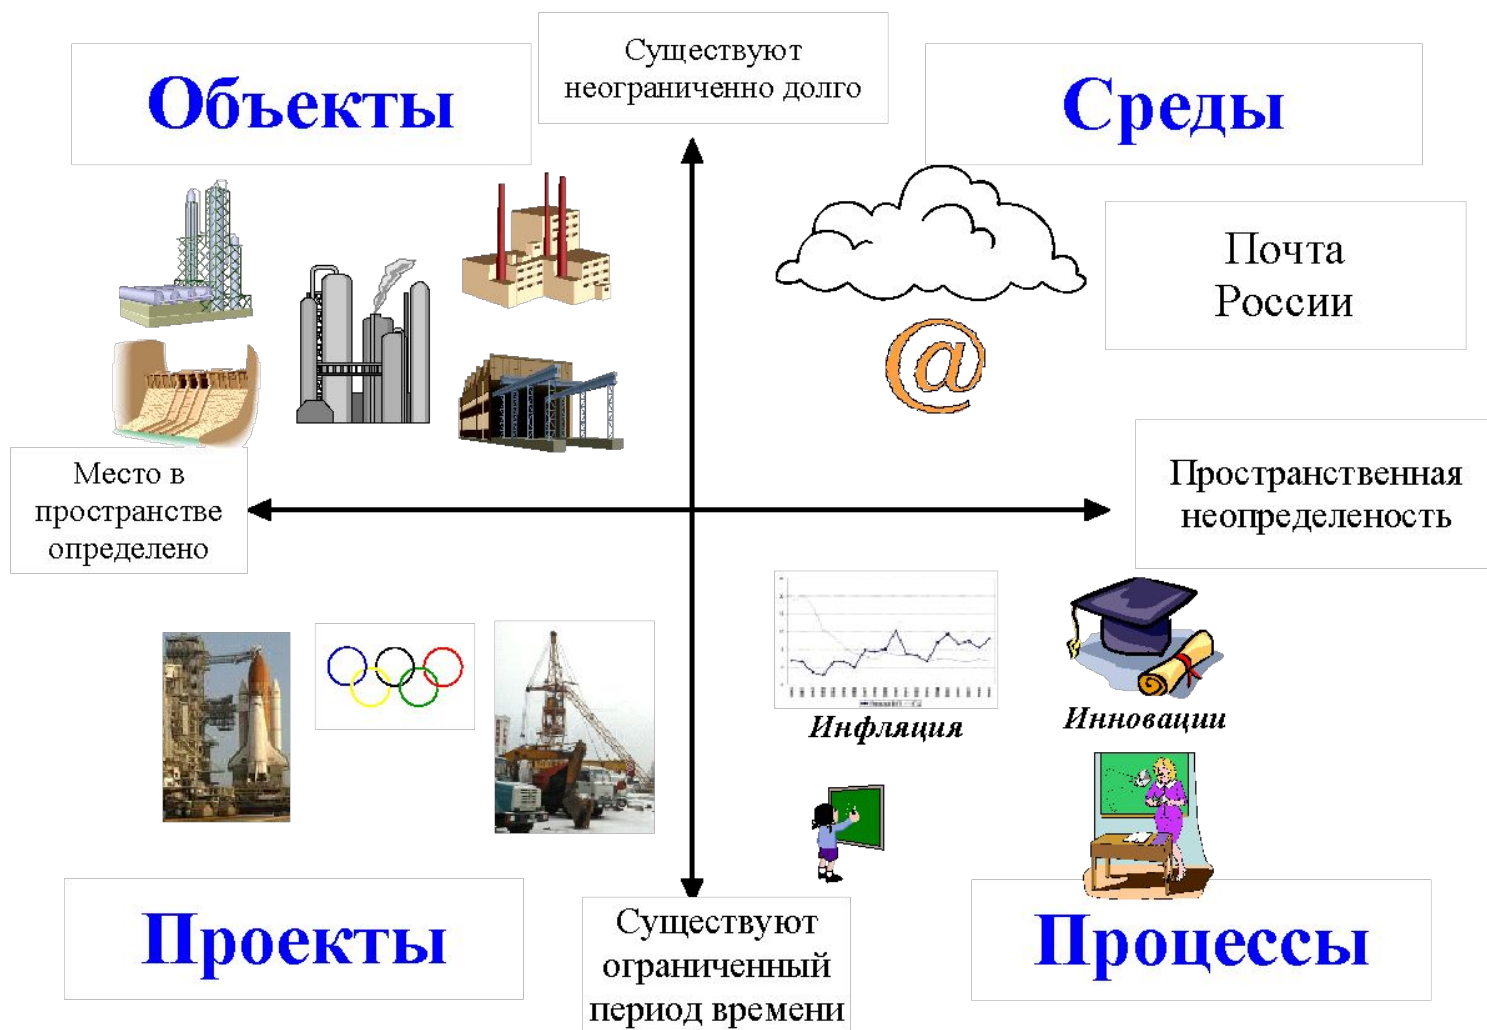 Существуют
неограниченно долго
Объекты
Среды
Почта
России
@
Место в
пространстве
определено
Пространственная
неопределеность
Инфляция
Инновации
Проекты
Существуют
ограниченный
период времени
Процессы